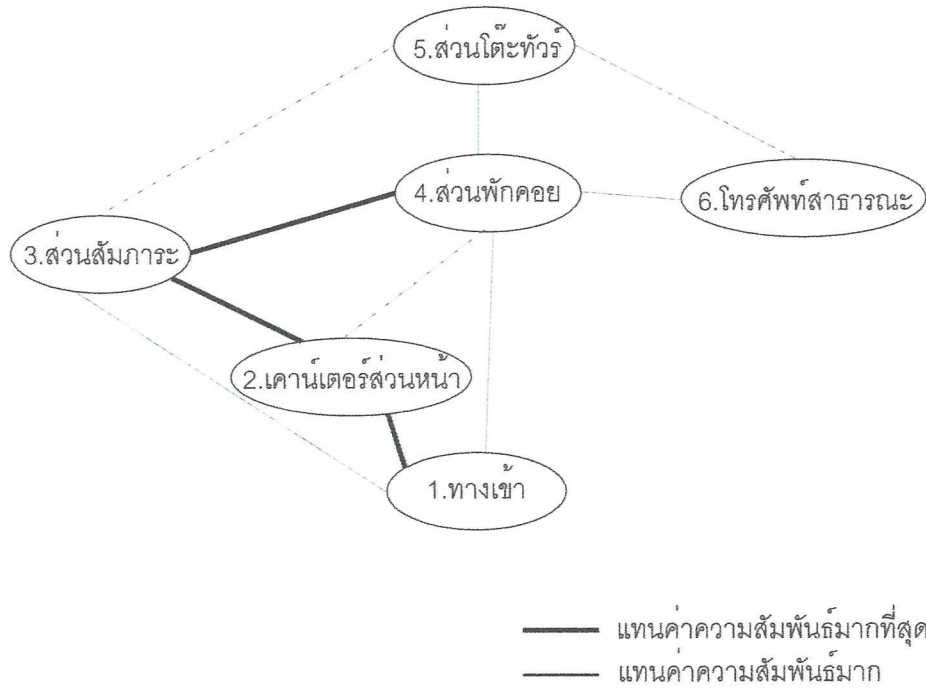 5.ส่วนโต๊ะทัวร์
4.ส่วนพักคอย
6.โทรศัพท์สาธารณะ
3.ส่วนสัมภาระ
2.เคาน์เตอร์ส่วนหน้า
1.ทางเข้า
แทนค่าความสัมพันธ์มากที่สุด
แทนค่าความสัมพันธ์มาก